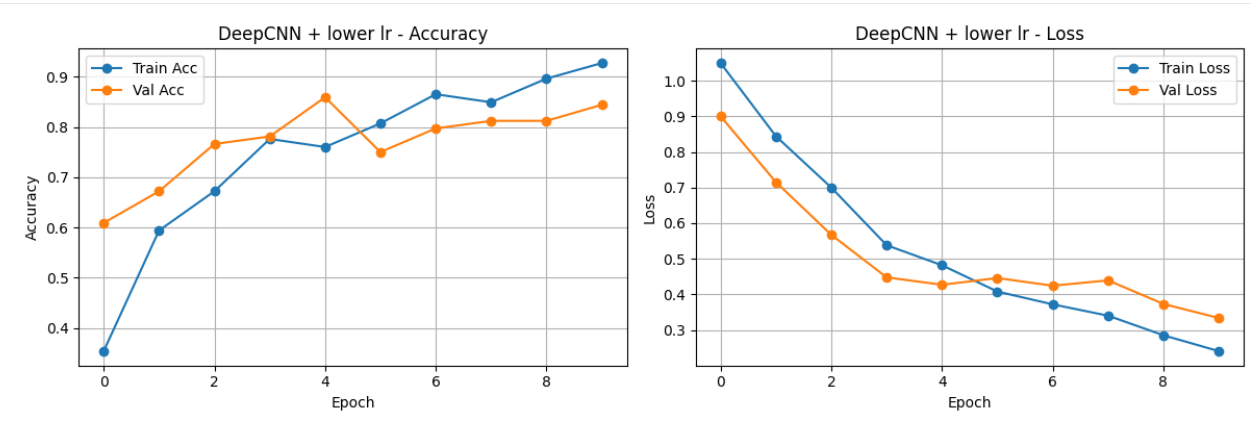 DeepCNN + lower lr - Accuracy
Train Acc
Val Acc
0.9
0.8
0.7
0.6
0.5
0.4
Accuracy
0 2 4 6 8
Epoch
DeepCNN + lower lr - Loss
Train Loss
Val Loss
1.0
0.9
0.8
0.7
0.6
0.5
0.4
0.3
Loss
0 2 4 6 8
Epoch